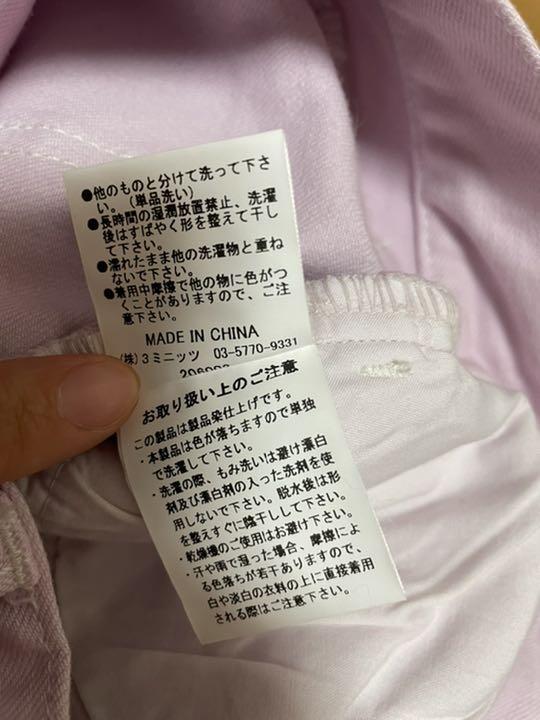 ●他のものと分けて洗って下さ
い。(単品洗い)
●長時間の湿潤放置禁止、洗濯
後はすばやく形を整えて干し
て下さい。
●濡れたまま他の洗濯物と重ね
ないで下さい。
●着用中摩擦で他の物に色がつ
くことがありますので、ご注
意下さい。
MADE IN CHINA
(株)3ミニッツ 03-5770-9331
お取り扱い上のご注意
この製品は製品染仕上げです。
・本製品は色が落ちますので単独
で洗濯して下さい。
・洗濯の際、もみ洗いは避け漂白
剤及び漂白剤の入った洗剤を使
用しないで下さい。脱水後は形
を整えすぐに陰干しして下さい。
・乾燥機のご使用はお避け下さい。
・汗や雨で湿った場合、摩擦によ
る色落ちが若干ありますので、
白や淡白の衣料の上に直接着用
される際はご注意下さい。